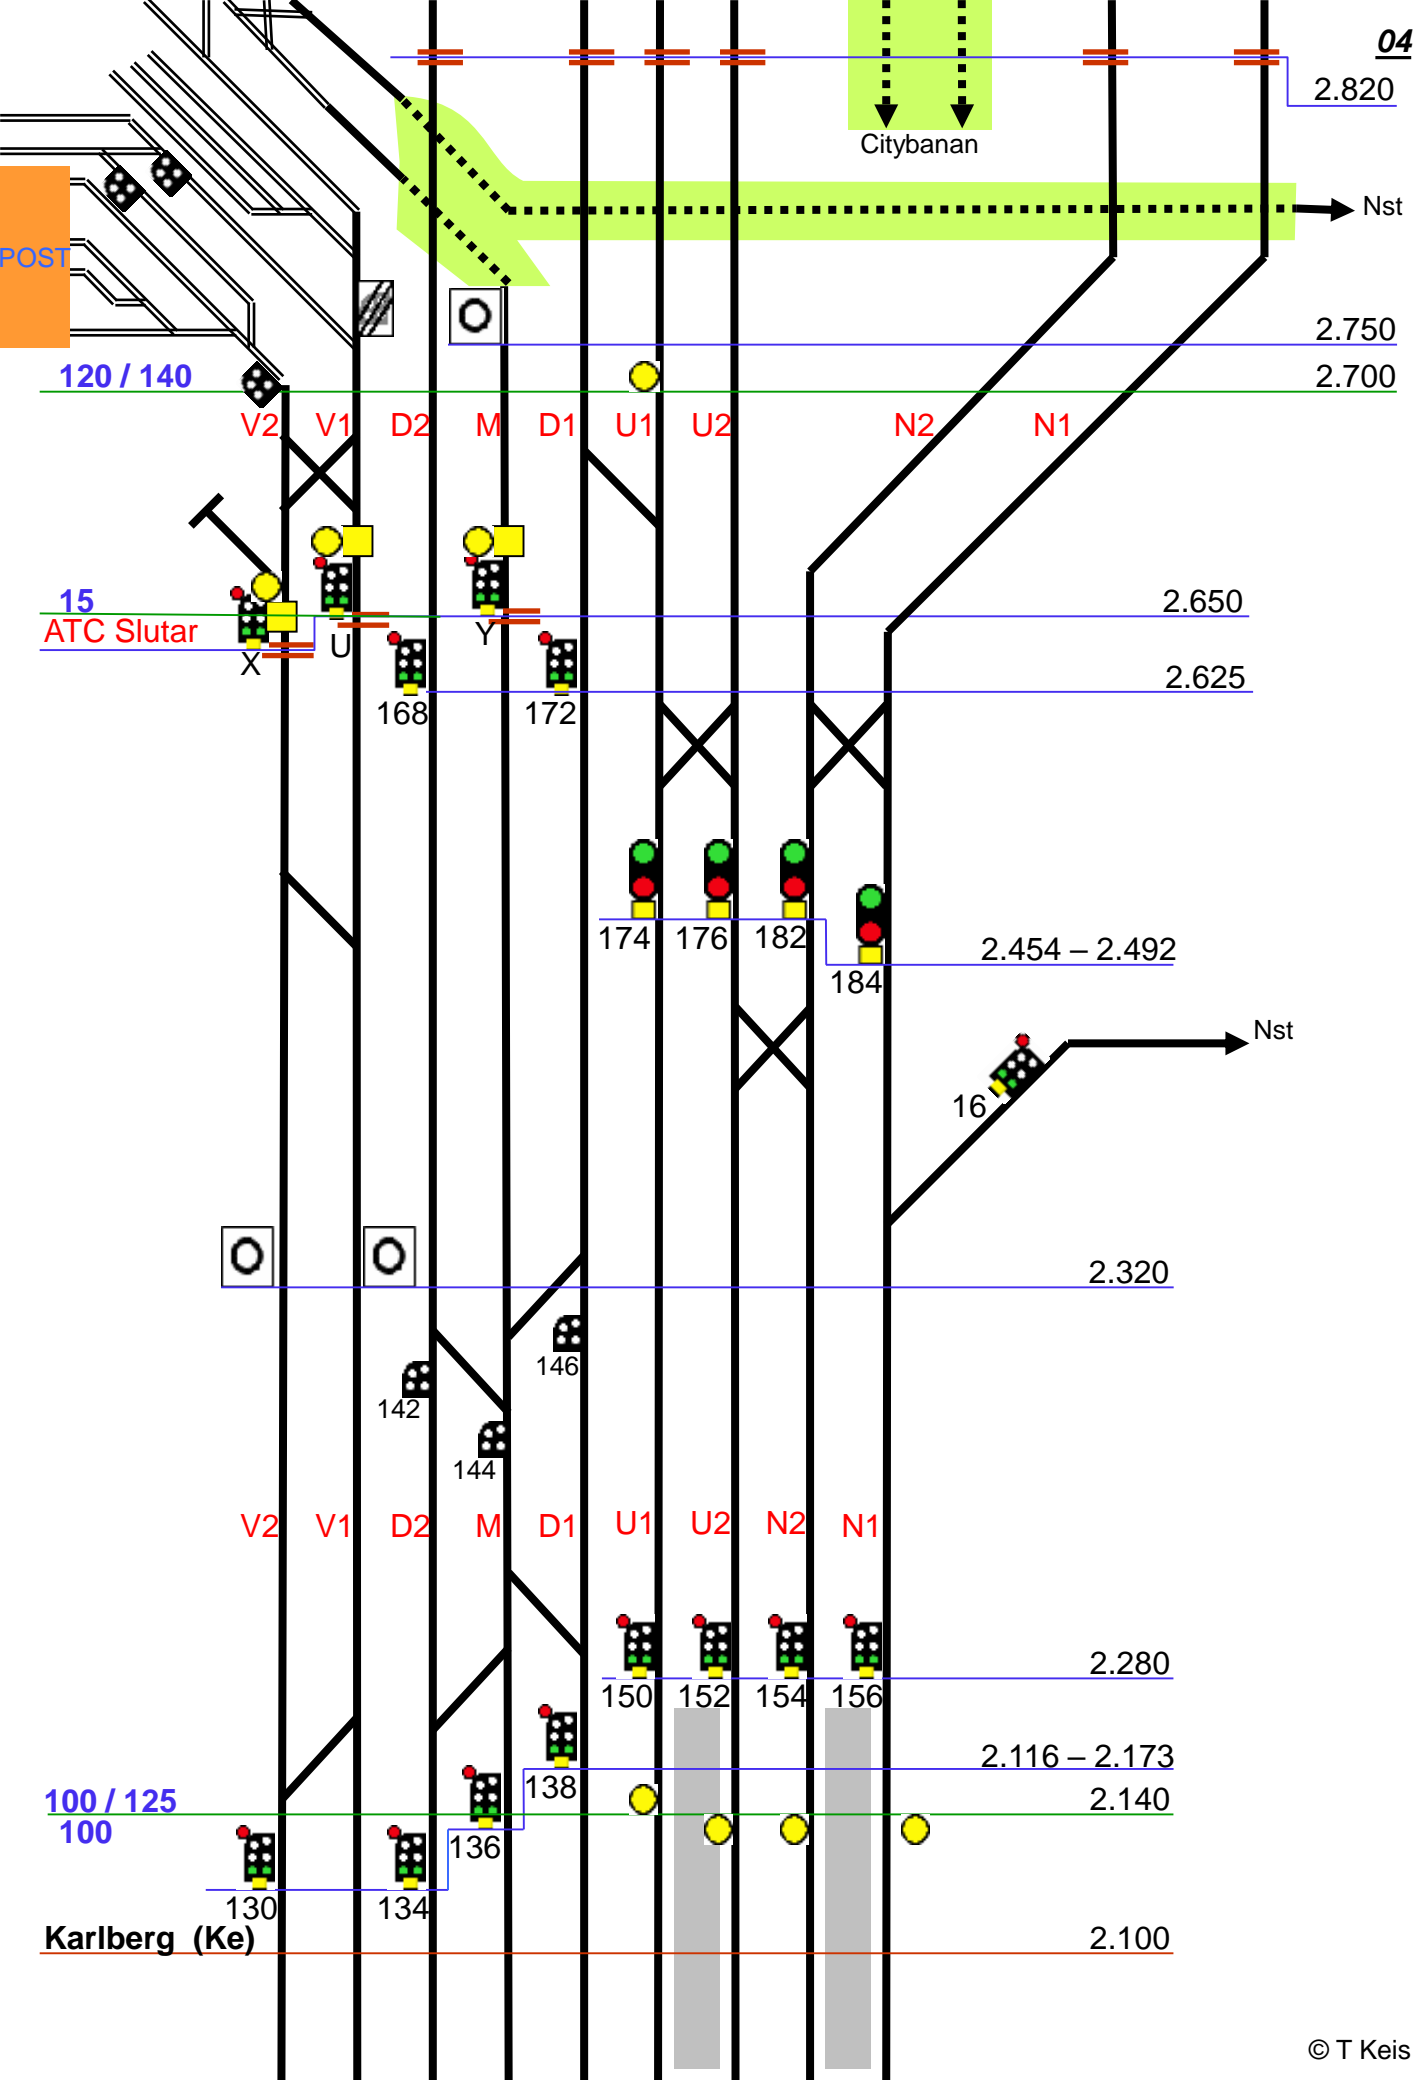 04
2.820
Citybanan
Nst
POST
2.750
120 / 140
2.700
V2 V1 D2 M D1 U1 U2 N2 N1
15
2.650
ATC Slutar
X U Y
2.625
168 172
174 176 182
2.454 – 2.492
184
Nst
16
2.320
146
142
144
V2 V1 D2 M D1 U1 U2 N2 N1
2.280
150 152 154 156
2.116 – 2.173
138
100 / 125
2.140
100
136
130 134
Karlberg (Ke)
2.100
© T Keis